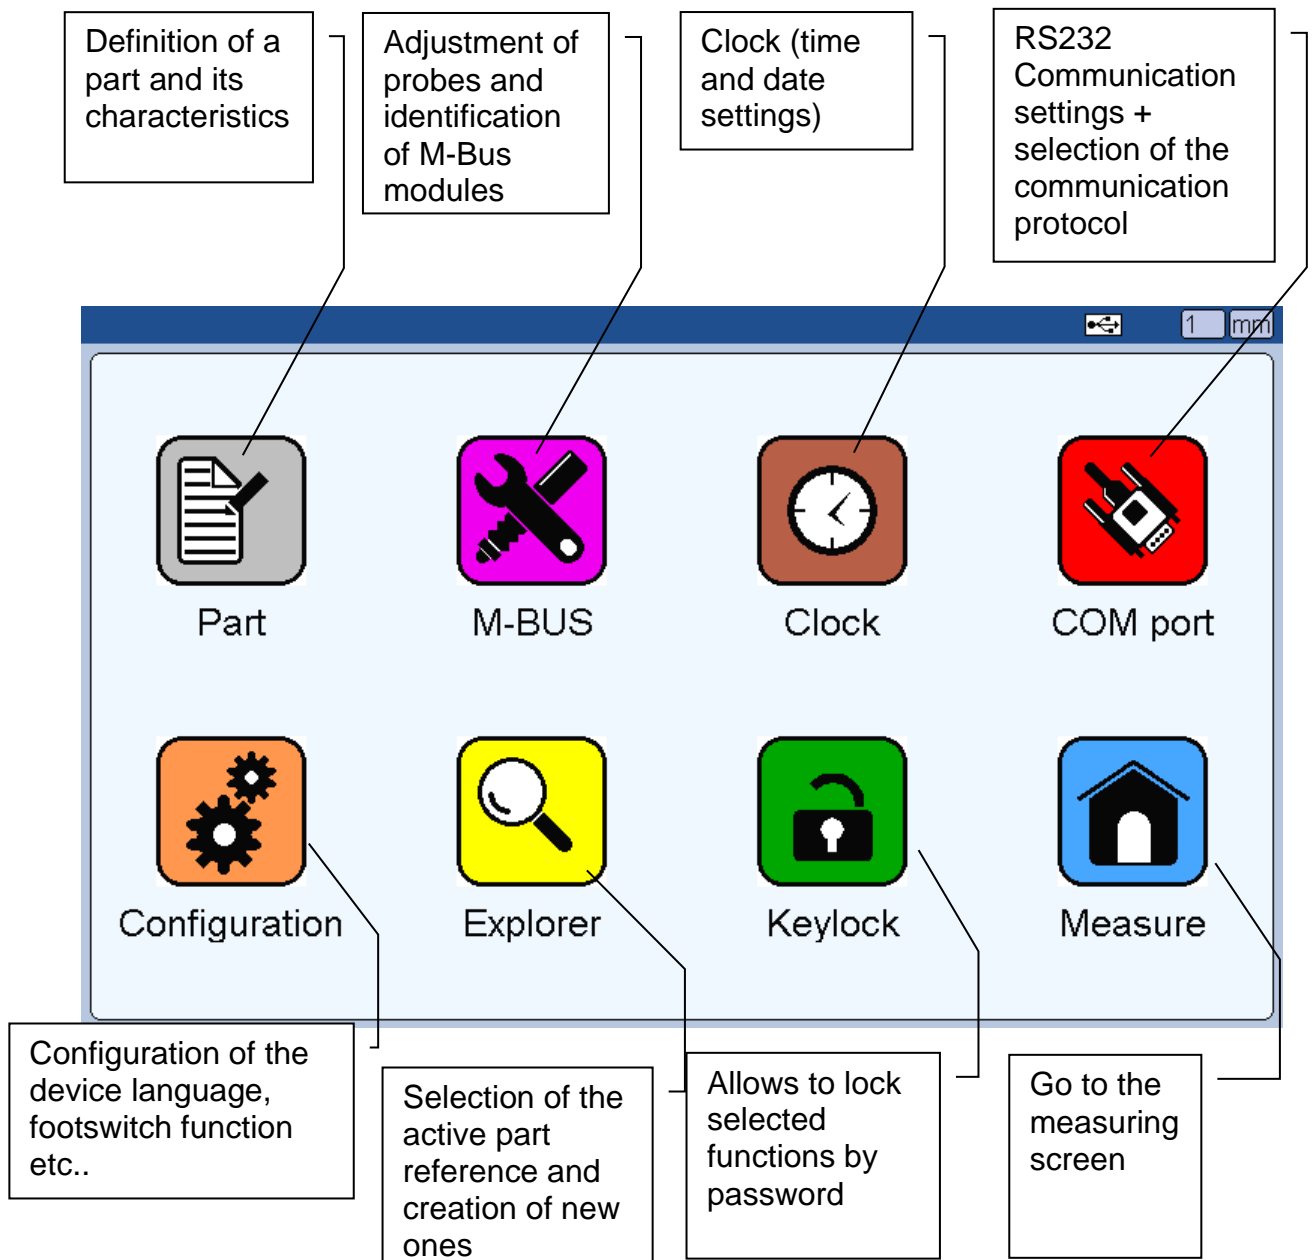 Definition of a
part and its
characteristics
Adjustment of
probes and
identification
of M-Bus
modules
Clock (time
and date
settings)
RS232
Communication
settings +
selection of the
communication
protocol
1 mm
Part
M-BUS
Clock
COM port
Configuration
Explorer
Keylock
Measure
Configuration of the
device language,
footswitch function
etc..
Selection of the
active part
reference and
creation of new
ones
Allows to lock
selected
functions by
password
Go to the
measuring
screen